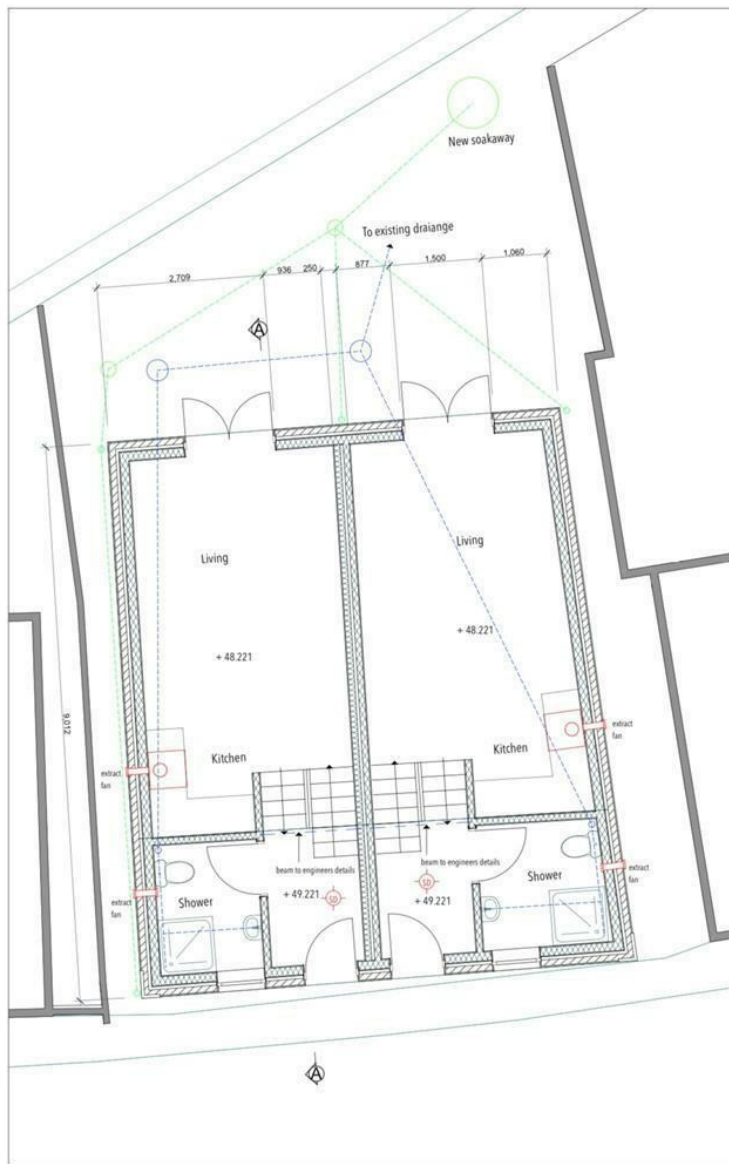 New soakaway
To existing draiange
2,709
936
250
877
1,500
1,060
A
Living
Living
+ 48.221
+ 48.221
9,012
Kitchen
Kitchen
extract
fan
extract
fan
beam to engineers details
beam to engineers details
+ 49.221
SD
SD
+ 49.221
Shower
Shower
extract
fan
extract
fan
A